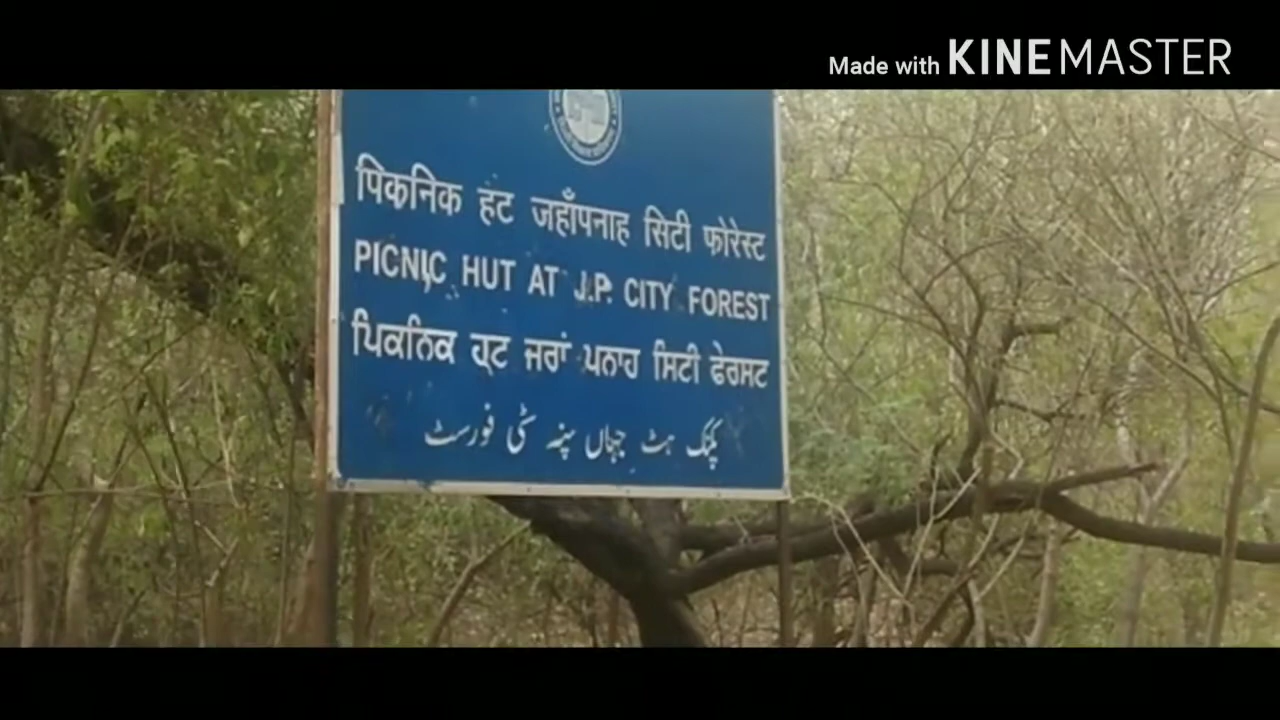 Made with KINEMASTER
पिकनिक हट जहाँपनाह सिटी फोरेस्ट
PICNIC HUT AT J.P. CITY FOREST
ਪਿਕਨਿਕ ਹਟ ਜਰਾਂ ਪਨਾਹ ਸਿਟੀ ਫੋਰਸਟ
پکنک ہٹ جہاں پنہ سٹی فورسٹ